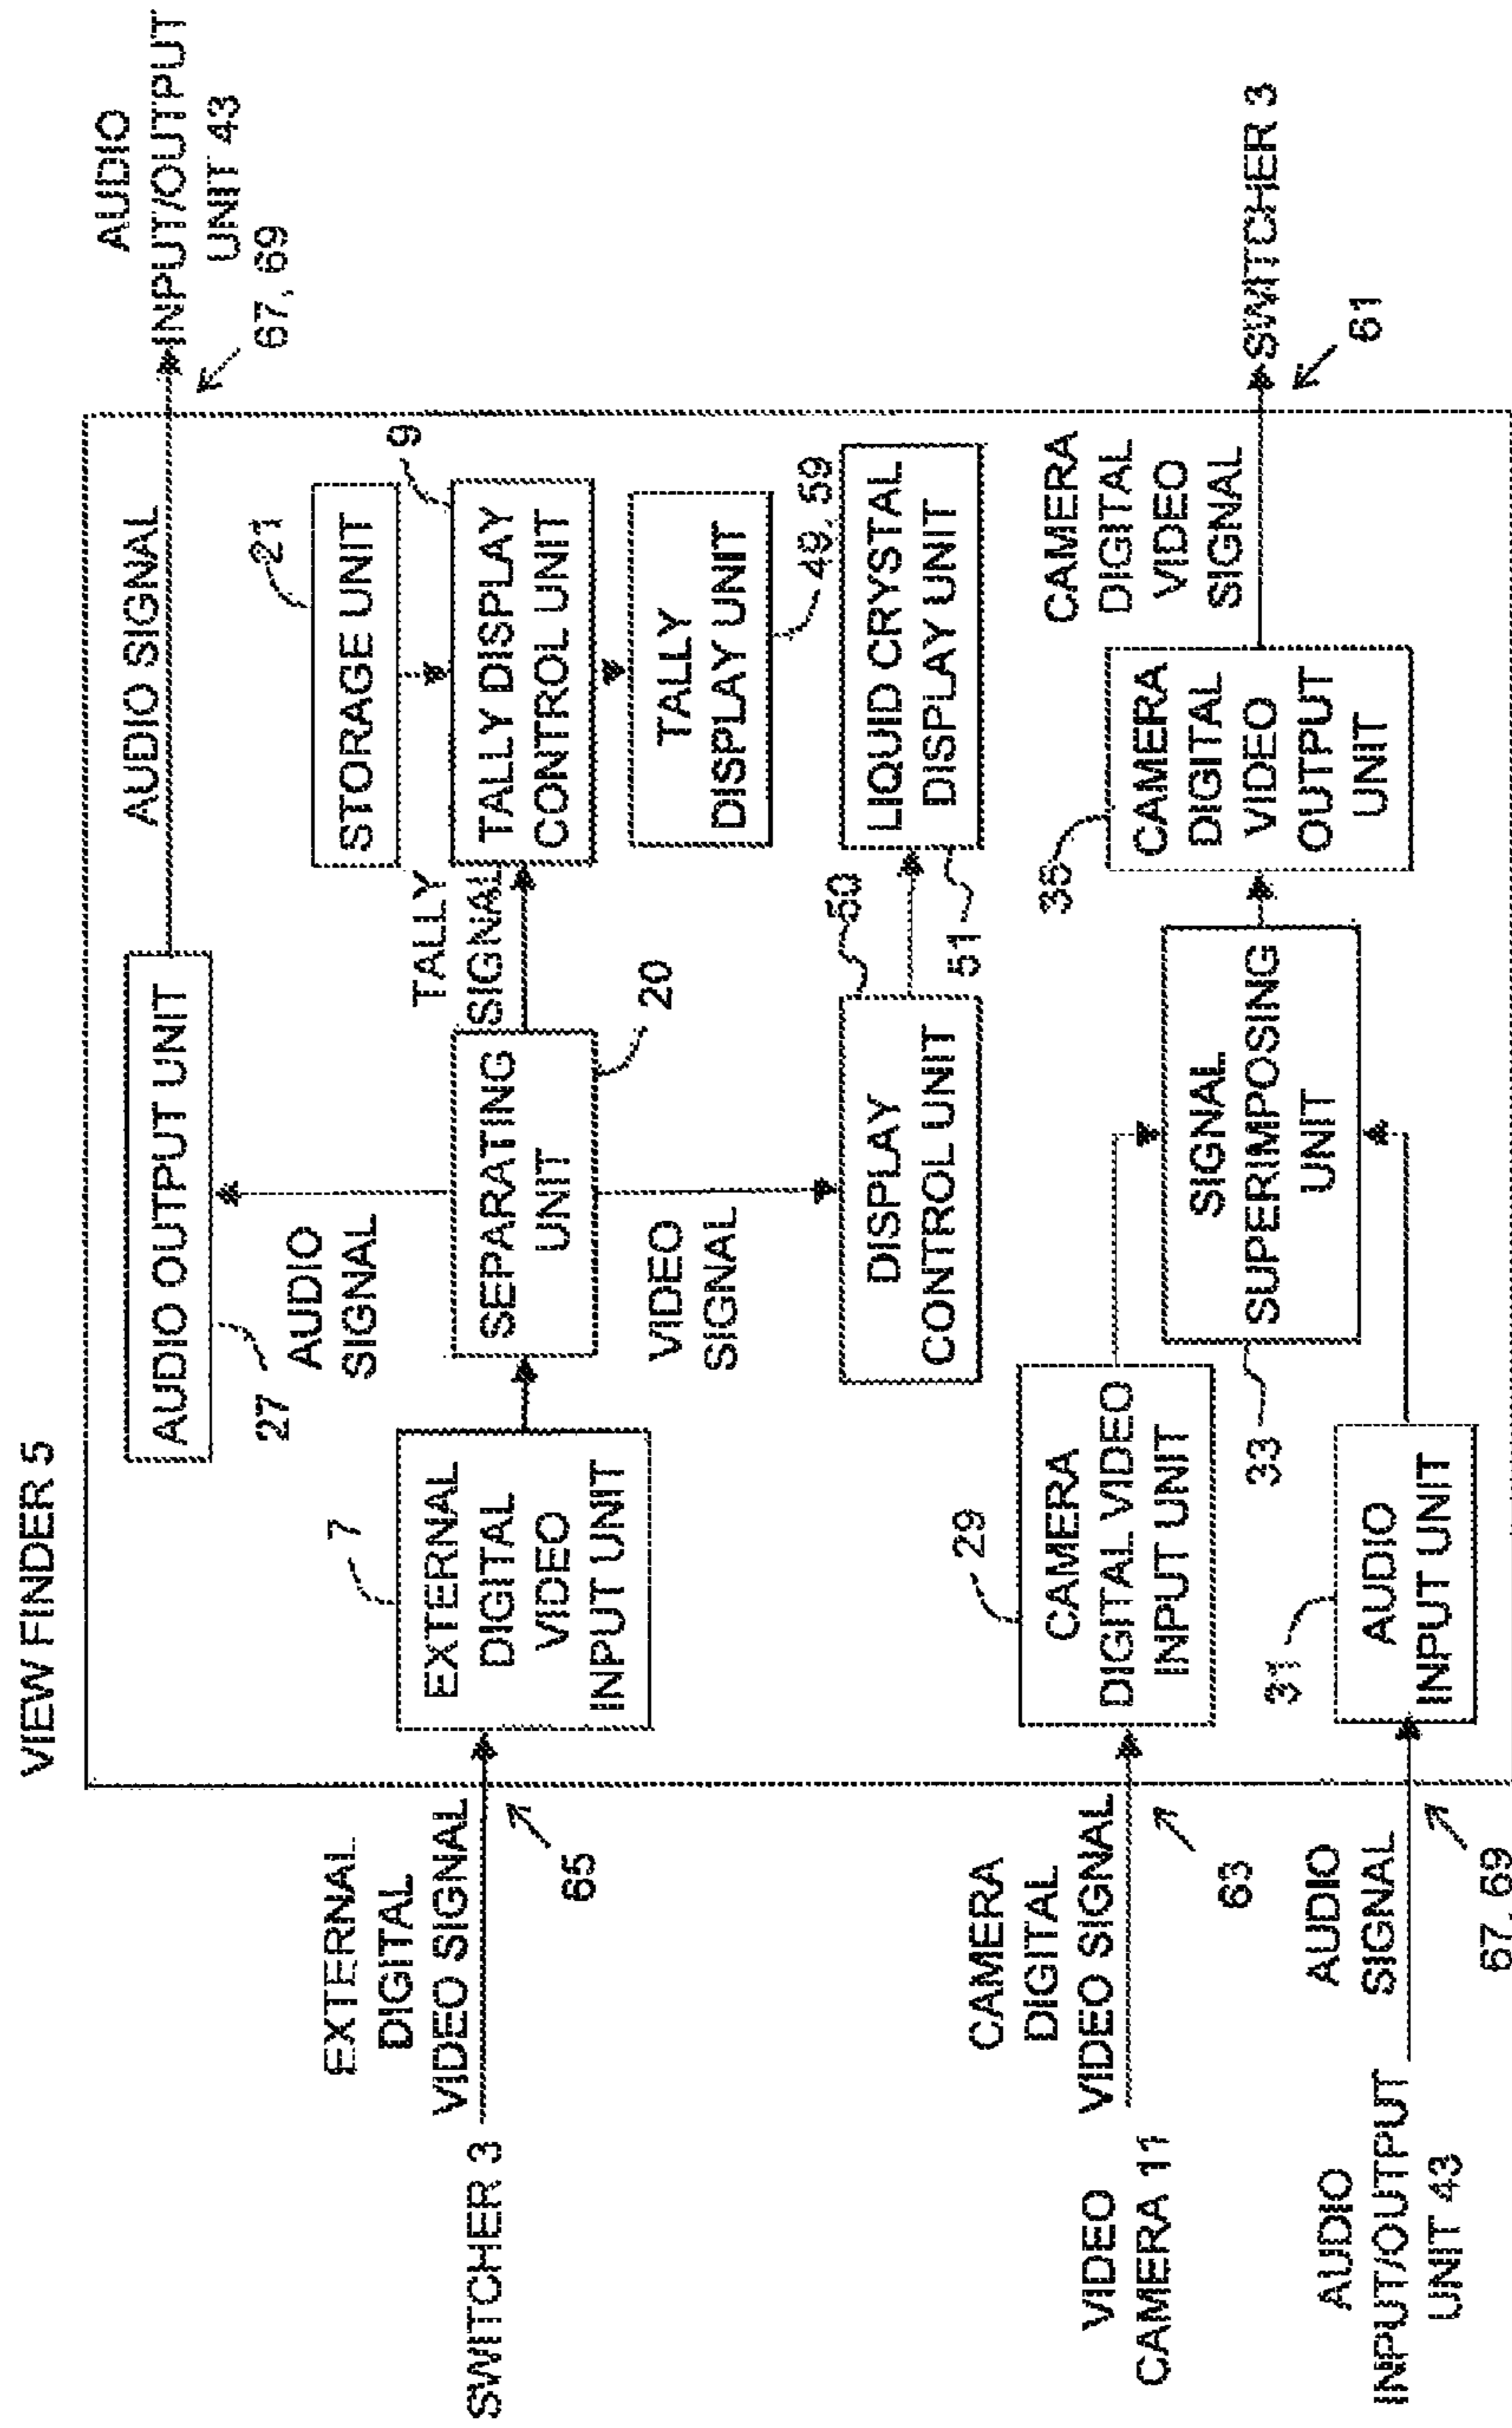 VIEW FINDER 5
AUDIO
INPUT/OUTPUT
UNIT 43
67, 69
AUDIO SIGNAL
AUDIO OUTPUT UNIT
27
AUDIO
SIGNAL
21
STORAGE UNIT
9
TALLY DISPLAY
CONTROL UNIT
TALLY
SIGNAL
SEPARATING
UNIT
20
7
EXTERNAL
DIGITAL
VIDEO
INPUT UNIT
EXTERNAL
DIGITAL
VIDEO SIGNAL
SWITCHER 3
65
TALLY
DISPLAY UNIT
49, 59
VIDEO
SIGNAL
LIQUID CRYSTAL
DISPLAY UNIT
50
51
DISPLAY
CONTROL UNIT
29
CAMERA
DIGITAL VIDEO
INPUT UNIT
CAMERA
DIGITAL
VIDEO SIGNAL
VIDEO
CAMERA 11
63
SIGNAL
SUPERIMPOSING
UNIT
33
CAMERA
DIGITAL
VIDEO
OUTPUT
UNIT
CAMERA
DIGITAL
VIDEO
SIGNAL
SWITCHER 3
61
31
AUDIO
INPUT UNIT
AUDIO
SIGNAL
AUDIO
INPUT/OUTPUT
UNIT 43
67, 69